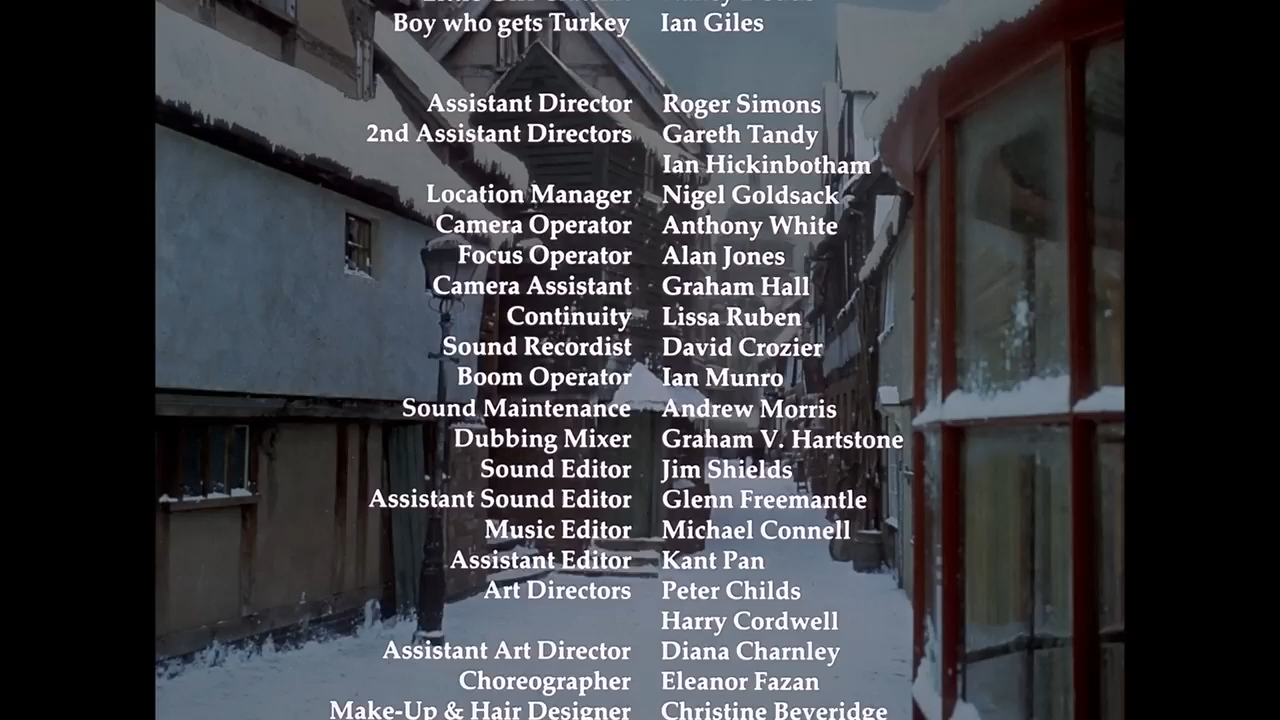 Boy who gets Turkey Ian Giles
Assistant Director Roger Simons
2nd Assistant Directors Gareth Tandy
Ian Hickinbotham
Location Manager Nigel Goldsack
Camera Operator Anthony White
Focus Operator Alan Jones
Camera Assistant Graham Hall
Continuity Lissa Ruben
Sound Recordist David Crozier
Boom Operator Ian Munro
Sound Maintenance Andrew Morris
Dubbing Mixer Graham V. Hartstone
Sound Editor Jim Shields
Assistant Sound Editor Glenn Freemantle
Music Editor Michael Connell
Assistant Editor Kant Pan
Art Directors Peter Childs
Harry Cordwell
Assistant Art Director Diana Charnley
Choreographer Eleanor Fazan
Make-Up & Hair Designer Christine Beveridge